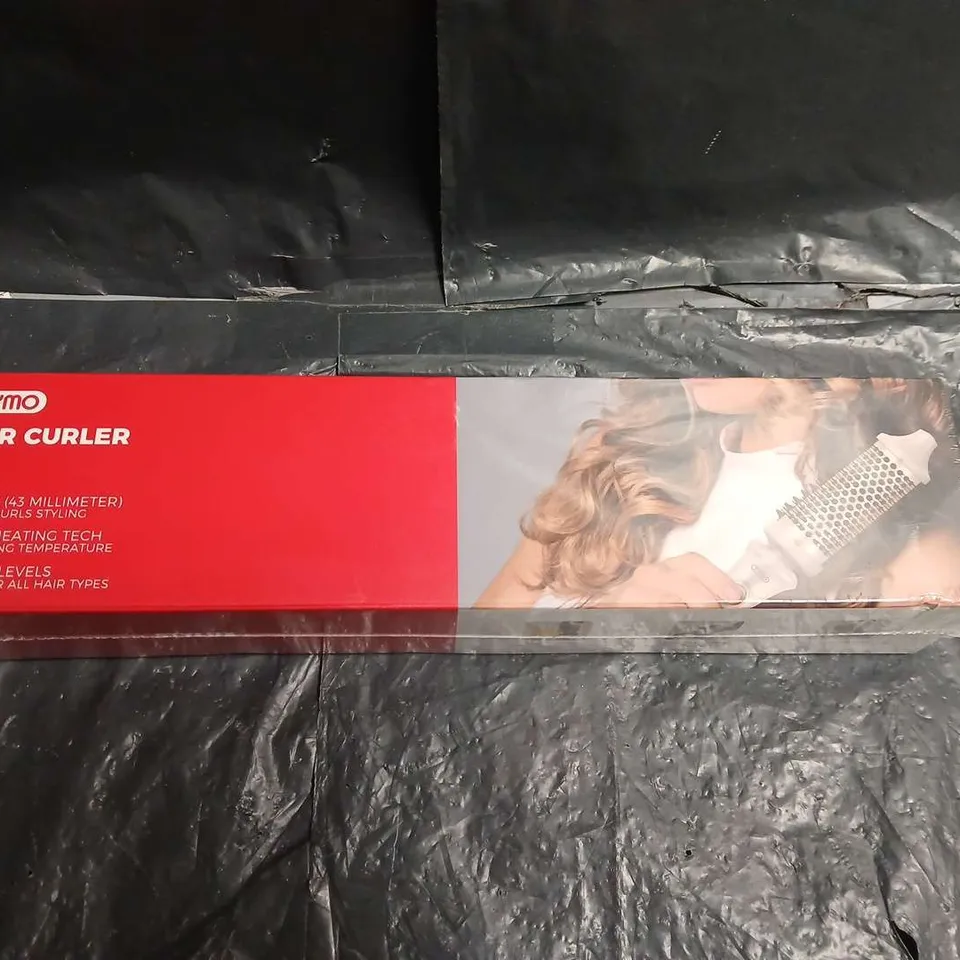 YMO
R CURLER
(43 MILLIMETER)
URLS STYLING
EATING TECH
NG TEMPERATURE
LEVELS
R ALL HAIR TYPES